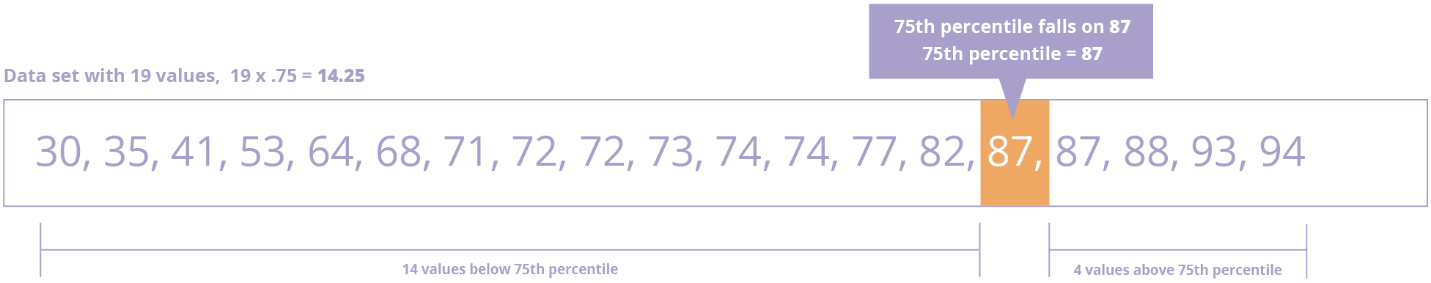 75th percentile falls on 87
75th percentile = 87
Data set with 19 values, 19 x .75 = 14.25
30, 35, 41, 53, 64, 68, 71, 72, 72, 73, 74, 74, 77, 82, 87, 87, 88, 93, 94
14 values below 75th percentile
4 values above 75th percentile